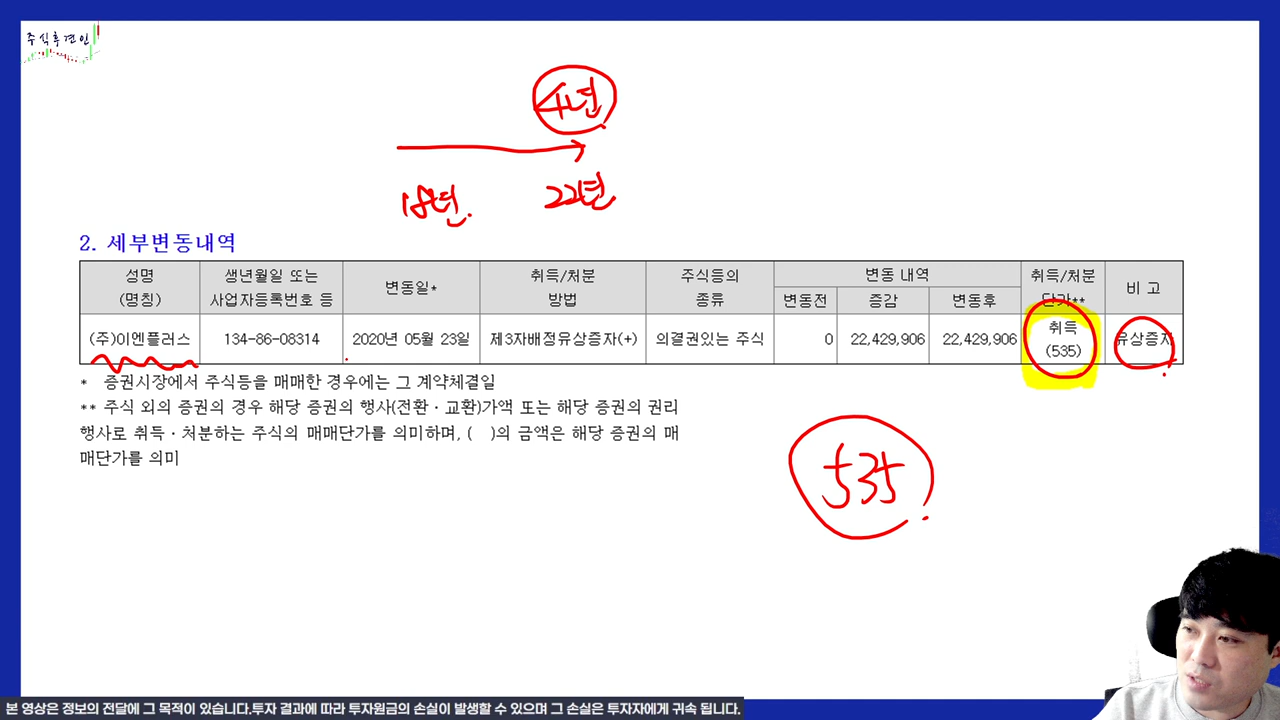 주식후견인
4년
18년. 22년
2. 세부변동내역
성명
(명칭)
생년월일 또는
사업자등록번호 등
변동일*
취득/처분
방법
주식등의
종류
변동 내역
변동전 증감 변동후
취득/처분
단가**
비 고
(주)이엔플러스 134-86-08314 2020년 05월 23일 제3자배정유상증자(+) 의결권있는 주식 0 22,429,906 22,429,906 취득
(535)
유상증자
* 증권시장에서 주식등을 매매한 경우에는 그 계약체결일
** 주식 외의 증권의 경우 해당 증권의 행사(전환·교환)가액 또는 해당 증권의 권리
행사로 취득·처분하는 주식의 매매단가를 의미하며, ( )의 금액은 해당 증권의 매
매단가를 의미
535
본 영상은 정보의 전달에 그 목적이 있습니다.투자 결과에 따라 투자원금의 손실이 발생할 수 있으며 그 손실은 투자자에게 귀속 됩니다.